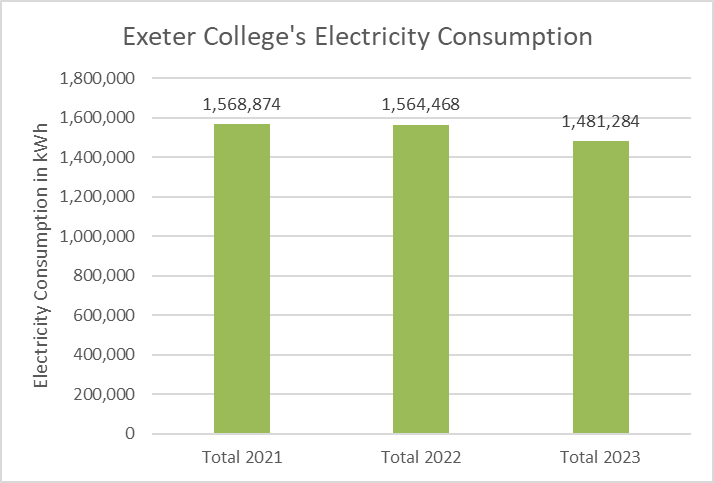 Exeter College's Electricity Consumption
Electricity Consumption in kWh
1,800,000
1,600,000
1,400,000
1,200,000
1,000,000
800,000
600,000
400,000
200,000
0
1,568,874
1,564,468
1,481,284
Total 2021
Total 2022
Total 2023